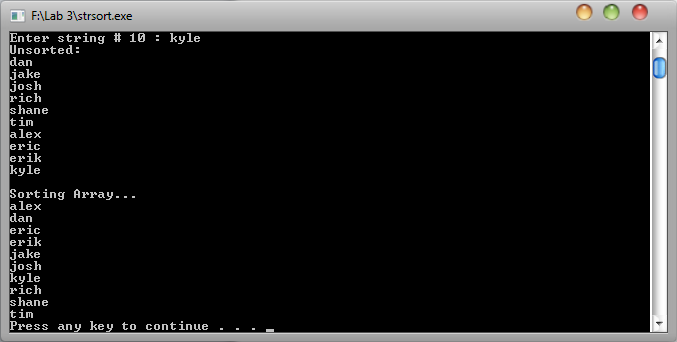 F:\Lab 3\strsort.exe
Enter string # 10 : kyle
Unsorted:
dan
jake
josh
rich
shane
tim
alex
eric
erik
kyle
Sorting Array...
alex
dan
eric
erik
jake
josh
kyle
rich
shane
tim
Press any key to continue . . . _